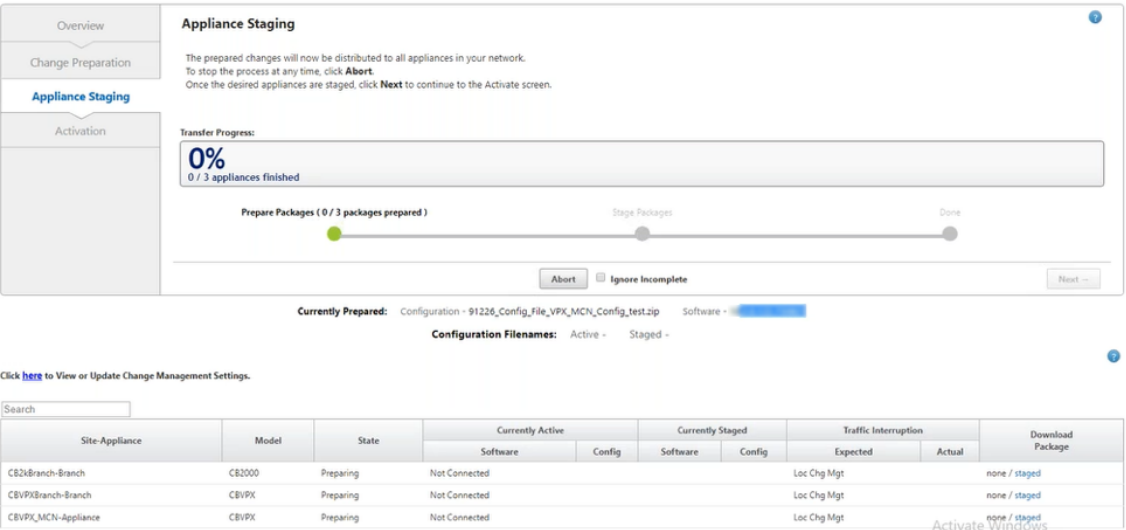 Overview
Change Preparation
Appliance Staging
Activation
Appliance Staging
?
The prepared changes will now be distributed to all appliances in your network.
To stop the process at any time, click Abort.
Once the desired appliances are staged, click Next to continue to the Activate screen.
Transfer Progress:
0%
0 / 3 appliances finished
Prepare Packages ( 0 / 3 packages prepared ) Stage Packages Done
Abort Ignore Incomplete Next
Currently Prepared: Configuration - 91226_Config_File_VPX_MCN_Config_test.zip Software -
Configuration Filenames: Active - Staged -
?
Click here to View or Update Change Management Settings.
Search
Site-Appliance Model State Currently Active Currently Staged Traffic Interruption Download Package
Software Config Software Config Expected Actual
CB2kBranch-Branch CB2000 Preparing Not Connected Loc Chg Mgt none / staged
CBVPXBranch-Branch CBVPX Preparing Not Connected Loc Chg Mgt none / staged
CBVPX_MCN-Appliance CBVPX Preparing Not Connected Loc Chg Mgt none / staged
Activate Windows